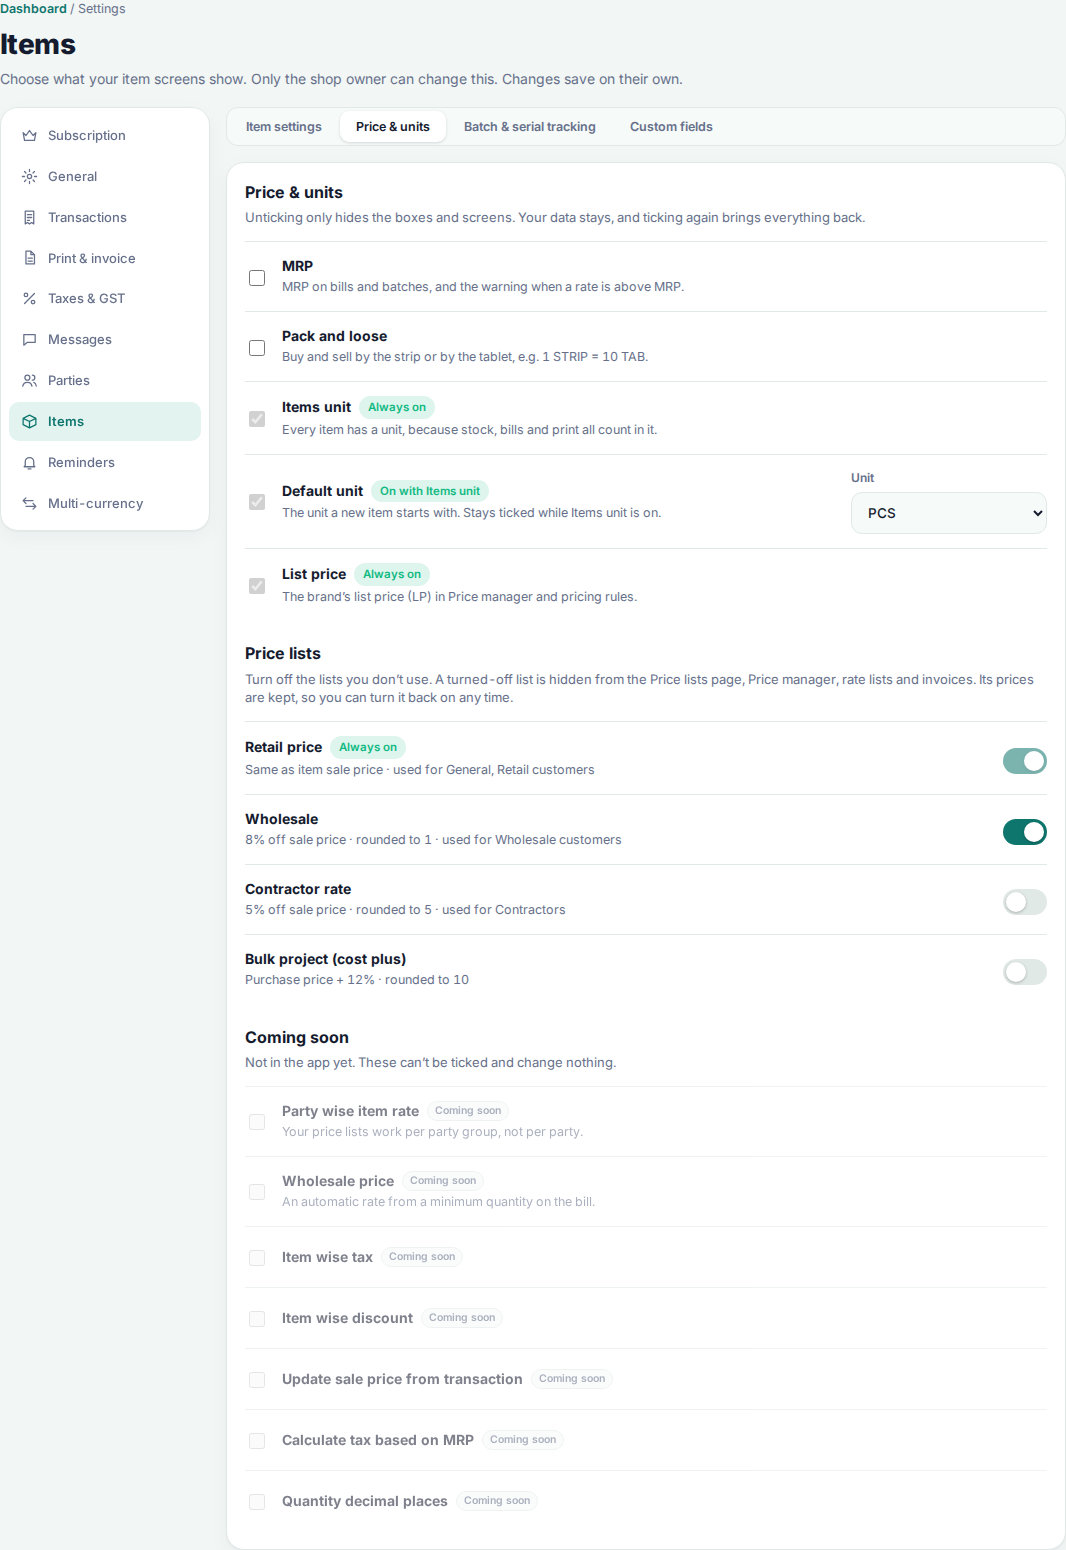 Dashboard / Settings
Items
Choose what your item screens show. Only the shop owner can change this. Changes save on their own.
Subscription
General
Transactions
Print & invoice
Taxes & GST
Messages
Parties
Items
Reminders
Multi-currency
Item settings
Price & units
Batch & serial tracking
Custom fields
Price & units
Unticking only hides the boxes and screens. Your data stays, and ticking again brings everything back.
MRP
MRP on bills and batches, and the warning when a rate is above MRP.
Pack and loose
Buy and sell by the strip or by the tablet, e.g. 1 STRIP = 10 TAB.
Items unit Always on
Every item has a unit, because stock, bills and print all count in it.
Default unit On with Items unit
The unit a new item starts with. Stays ticked while Items unit is on.
Unit
PCS
List price Always on
The brand’s list price (LP) in Price manager and pricing rules.
Price lists
Turn off the lists you don’t use. A turned-off list is hidden from the Price lists page, Price manager, rate lists and invoices. Its prices
are kept, so you can turn it back on any time.
Retail price Always on
Same as item sale price · used for General, Retail customers
Wholesale
8% off sale price · rounded to 1 · used for Wholesale customers
Contractor rate
5% off sale price · rounded to 5 · used for Contractors
Bulk project (cost plus)
Purchase price + 12% · rounded to 10
Coming soon
Not in the app yet. These can’t be ticked and change nothing.
Party wise item rate Coming soon
Your price lists work per party group, not per party.
Wholesale price Coming soon
An automatic rate from a minimum quantity on the bill.
Item wise tax Coming soon
Item wise discount Coming soon
Update sale price from transaction Coming soon
Calculate tax based on MRP Coming soon
Quantity decimal places Coming soon